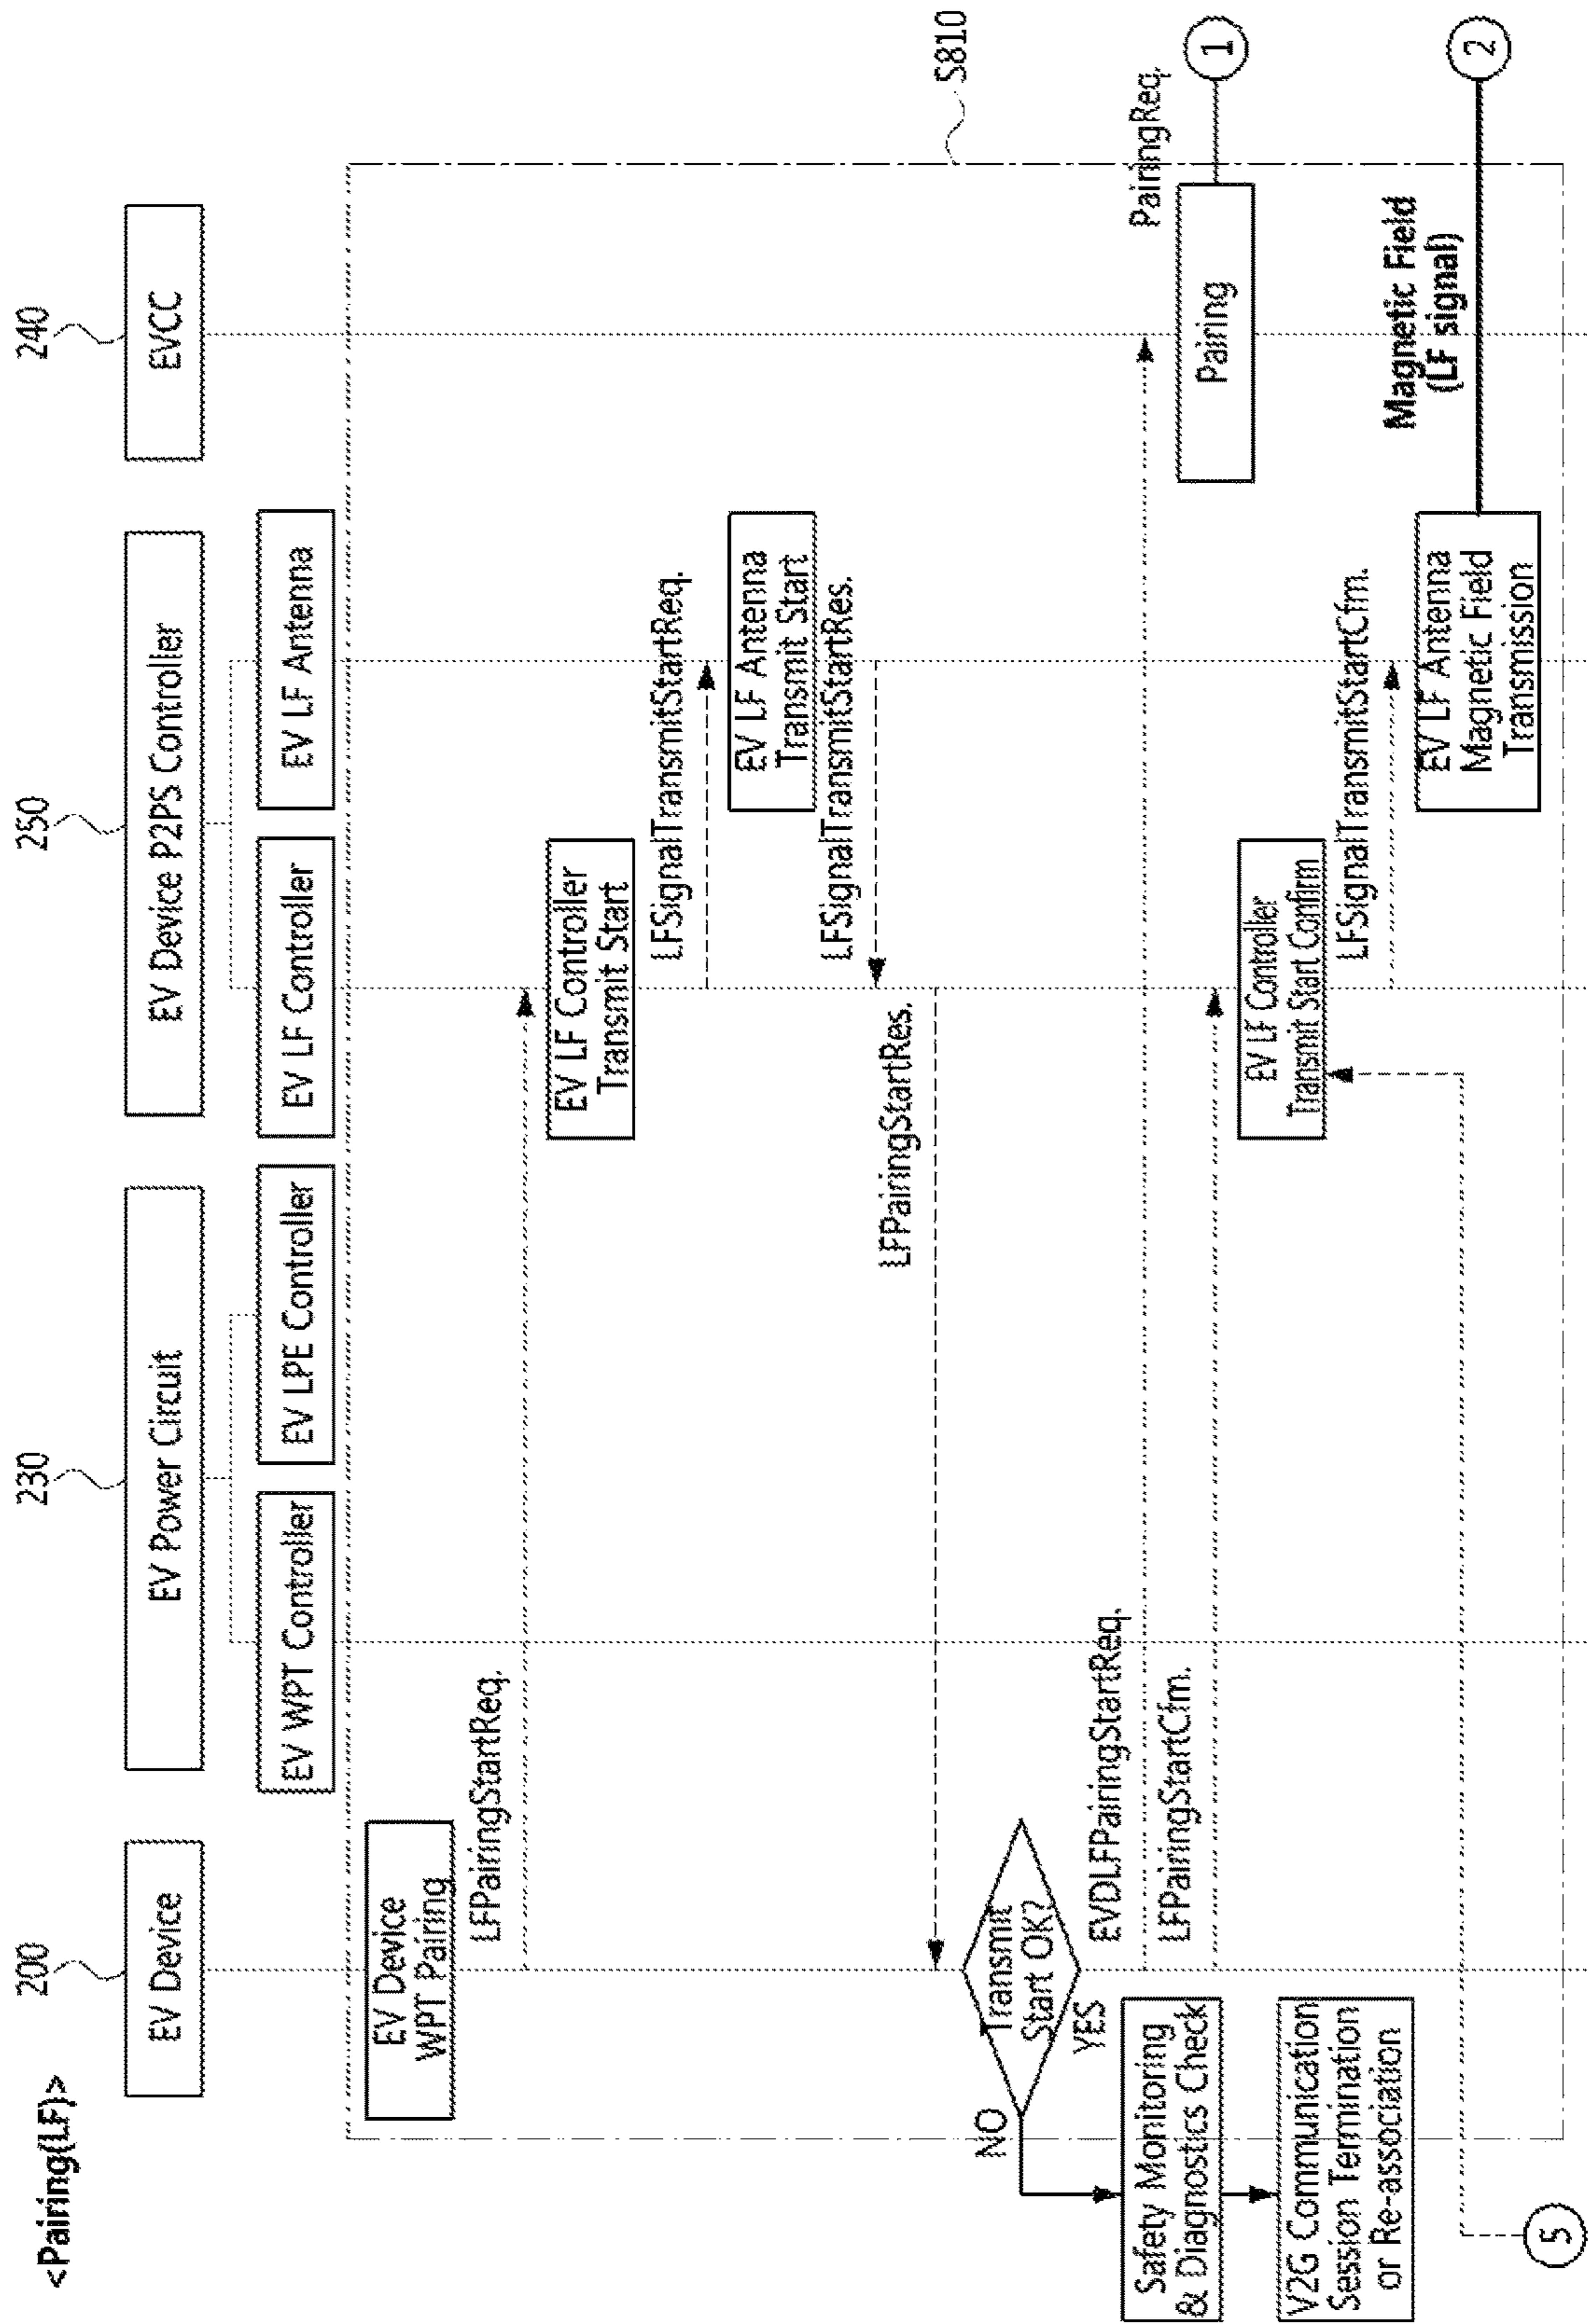 <Pairing(LF)>
200
230
250
240
EV Device
EV Power Circuit
EV Device P2PS Controller
EVCC
EV WPT Controller
EV LPE Controller
EV LF Controller
EV LF Antenna
EV Device
WPT Pairing
LFPairingStartReq.
EV LF Controller
Transmit Start
LFSignalTransmitStartReq.
EV LF Antenna
Transmit Start
LFSignalTransmitStartRes.
LFPairingStartRes.
S810
Transmit
Start OK?
NO
YES
Safety Monitoring
& Diagnostics Check
V2G Communication
Session Termination
or Re-association
EVDLFPairingStartReq.
PairingReq.
LFPairingStartCfm.
Pairing
1
EV LF Controller
Transmit Start Confirm
LFSignalTransmitStartCfm.
Magnetic Field
(LF signal)
EV LF Antenna
Magnetic Field
Transmission
2
5